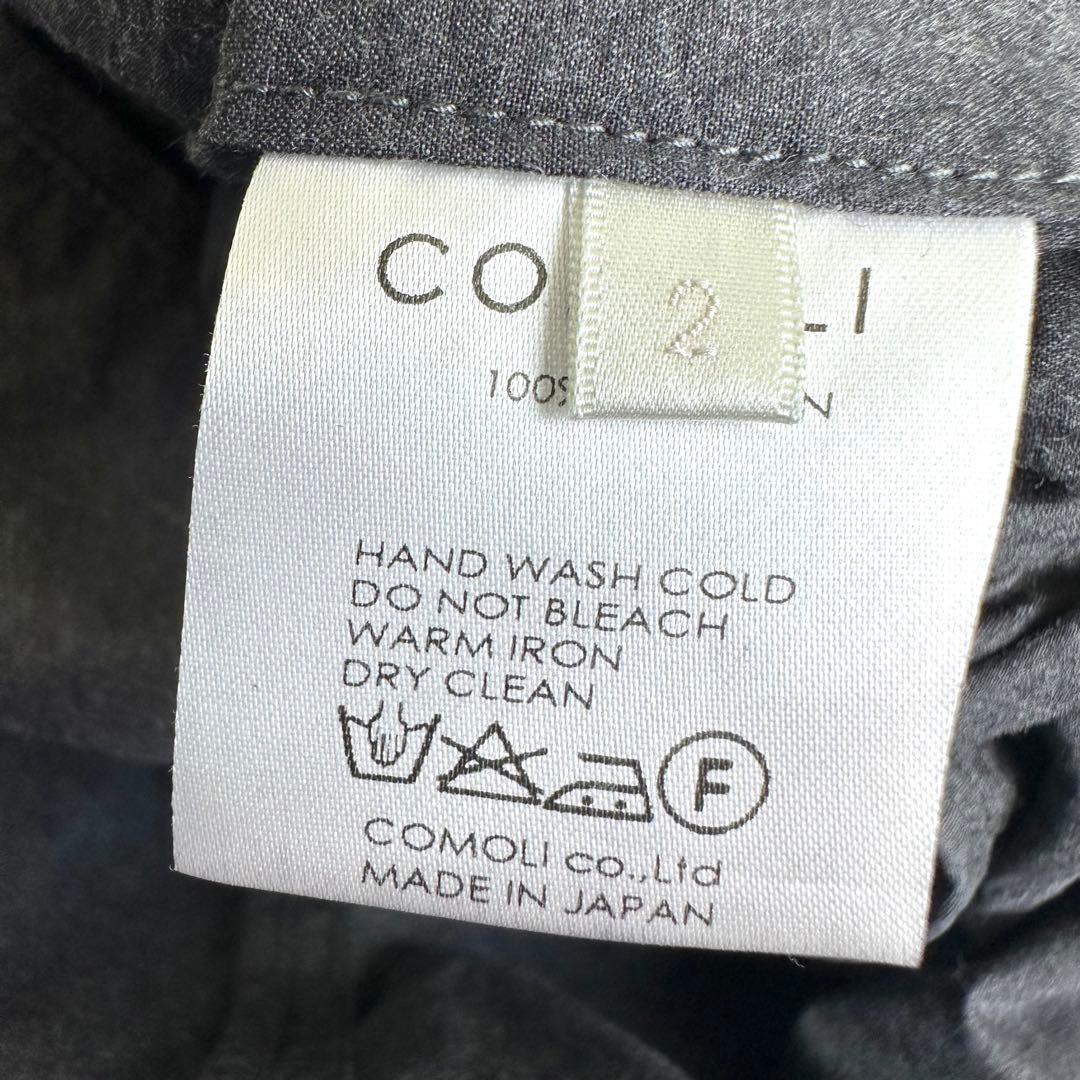 CO LI
2
100%
HAND WASH COLD
DO NOT BLEACH
WARM IRON
DRY CLEAN
F
COMOLI co.,Ltd
MADE IN JAPAN